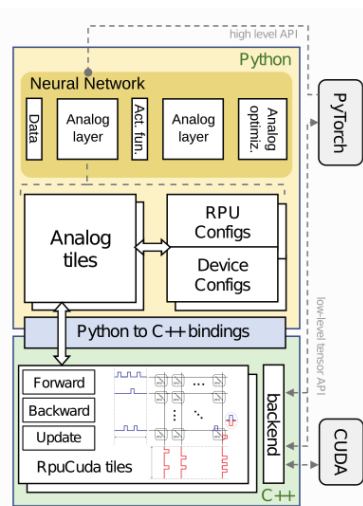 high level API
Python
Neural Network
Data
Analog
layer
Act. fun.
Analog
layer
Analog
optimiz.
PyTorch
Analog
tiles
RPU
Configs
Device
Configs
low-level tensor API
Python to C++ bindings
Forward
Backward
Update
RpuCuda tiles
backend
CUDA
C++